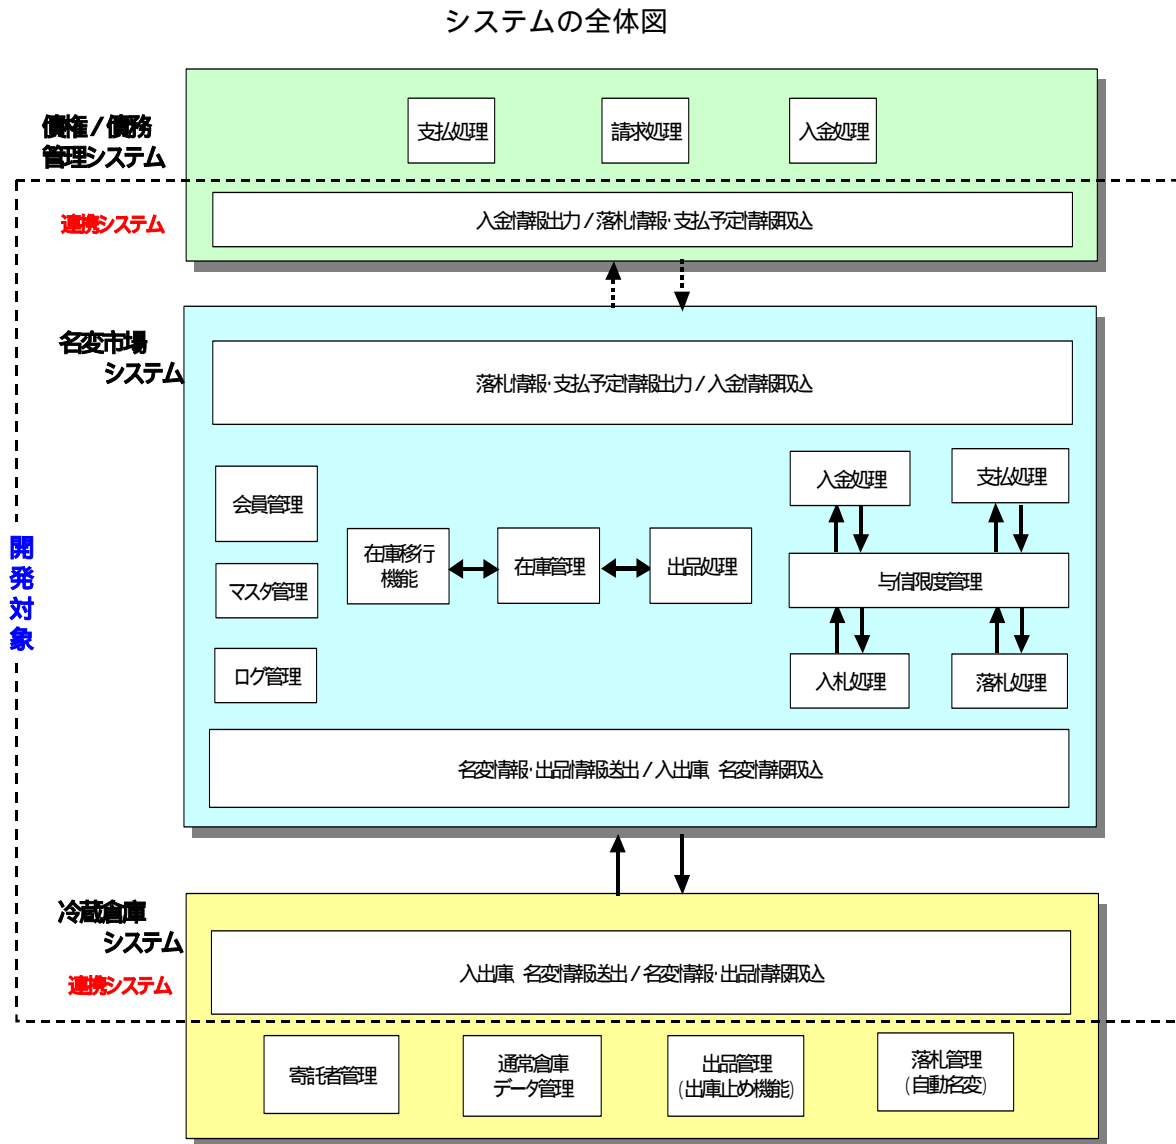 システムの全体図
債権/債務
管理システム
支払処理
請求処理
入金処理
連携システム
入金情報出力/落札情報・支払予定情報取込
名変市場
システム
落札情報・支払予定情報出力/入金情報取込
会員管理
マスタ管理
ログ管理
在庫移行
機能
在庫管理
出品処理
入金処理
支払処理
与信限度管理
入札処理
落札処理
名変情報・出品情報送出/入出庫 名変情報取込
開
発
対
象
冷蔵倉庫
システム
連携システム
入出庫 名変情報送出/名変情報・出品情報取込
寄託者管理
通常倉庫
データ管理
出品管理
(出庫止め機能)
落札管理
(自動名変)